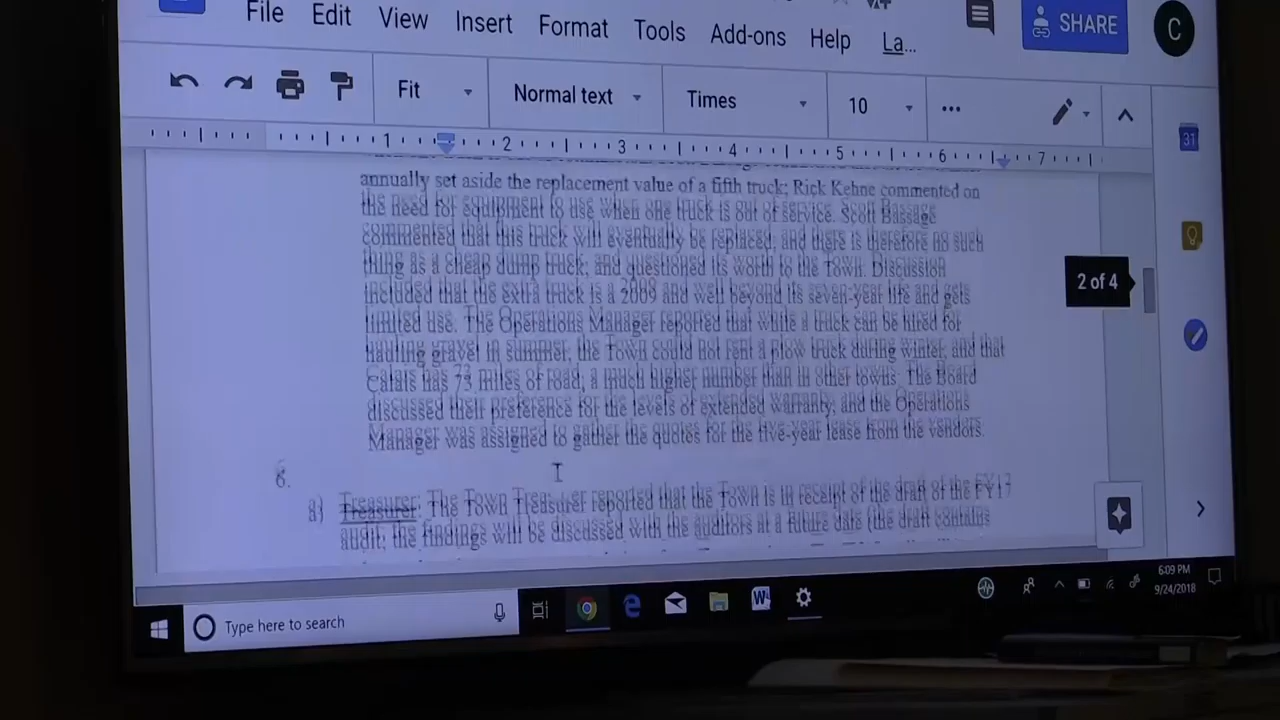 File Edit View Insert Format Tools Add-ons Help La...
SHARE
C
Fit Normal text Times 10 ...
1 2 3 4 5 6 7
31
annually set aside the replacement value of a fifth truck; Rick Kehne commented on
the need for equipment to use when one truck is out of service. Scott Bassage
commented that this truck will eventually be replaced, and there is therefore no such
thing as a cheap dump truck; and questioned its worth to the Town. Discussion
included that the extra truck is a 2009 and well beyond its seven-year life and gets
limited use. The Operations Manager reported that while a truck can be hired for
hauling gravel in summer, the Town could not rent a plow truck during winter, and that
Calais has 73 miles of road, a much higher number than in other towns. The Board
discussed their preference for the levels of extended warranty, and the Operations
Manager was assigned to gather the quotes for the five-year lease from the vendors.
2 of 4
a) Treasurer: The Town Treasurer reported that the Town is in receipt of the draft of the FY17
audit; the findings will be discussed with the auditors at a future date (the draft contains
Type here to search
6:09 PM
9/24/2018